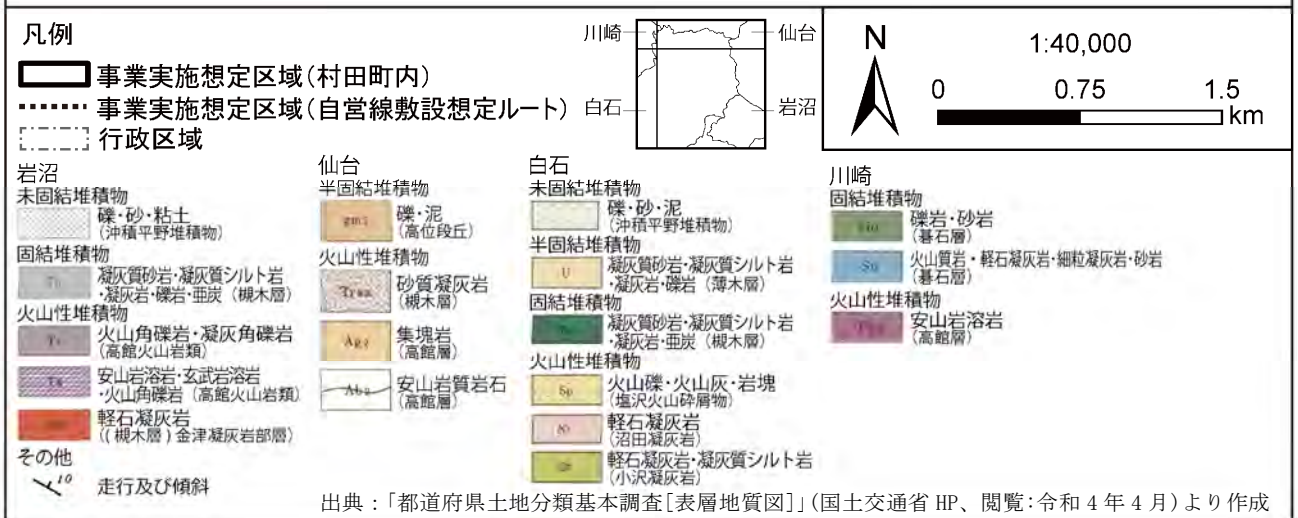 凡例
事業実施想定区域(村田町内)
事業実施想定区域(自営線敷設想定ルート)
行政区域
川崎
仙台
白石
岩沼
N
1:40,000
0 0.75 1.5
km
岩沼
未固結堆積物
礫・砂・粘土
(沖積平野堆積物)
固結堆積物
凝灰質砂岩・凝灰質シルト岩
・凝灰岩・礫岩・亜炭 (槻木層)
火山性堆積物
火山角礫岩・凝灰角礫岩
(高館火山岩類)
安山岩溶岩・玄武岩溶岩
・火山角礫岩 (高館火山岩類)
軽石凝灰岩
((槻木層)金津凝灰岩部層)
その他
10
走行及び傾斜
仙台
半固結堆積物
礫・泥
(高位段丘)
火山性堆積物
砂質凝灰岩
(槻木層)
Ag2
集塊岩
(高館層)
安山岩質岩石
(高館層)
白石
未固結堆積物
礫・砂・泥
(沖積平野堆積物)
半固結堆積物
U
凝灰質砂岩・凝灰質シルト岩
・凝灰岩・礫岩 (薄木層)
固結堆積物
凝灰質砂岩・凝灰質シルト岩
・凝灰岩・亜炭 (槻木層)
火山性堆積物
Sp
火山礫・火山灰・岩塊
(塩沢火山砕屑物)
軽石凝灰岩
(沼田凝灰岩)
軽石凝灰岩・凝灰質シルト岩
(小沢凝灰岩)
川崎
固結堆積物
礫岩・砂岩
(碁石層)
火山質岩・軽石凝灰岩・細粒凝灰岩・砂岩
(碁石層)
火山性堆積物
安山岩溶岩
(高館層)
出典:「都道府県土地分類基本調査[表層地質図]」(国土交通省 HP、閲覧:令和4年4月)より作成